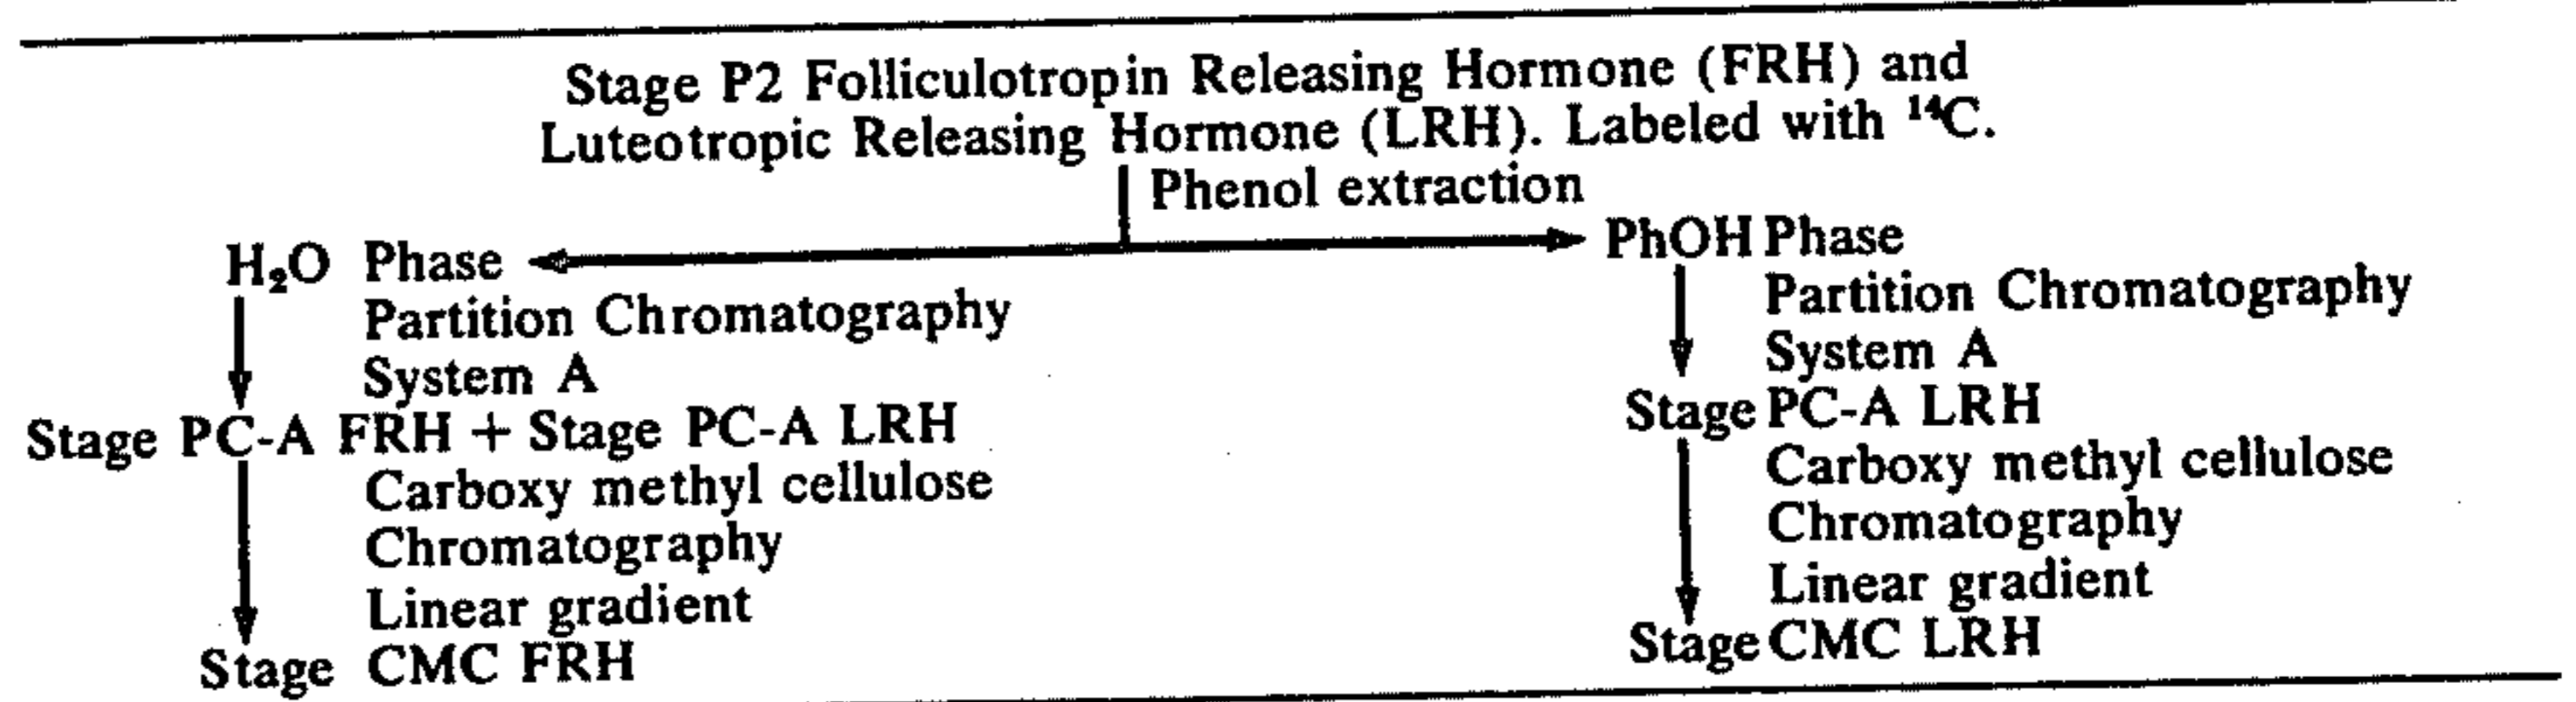 Stage P2 Folliculotropin Releasing Hormone (FRH) and
Luteotropic Releasing Hormone (LRH). Labeled with ¹⁴C.
Phenol extraction
H₂O Phase
Partition Chromatography
System A
Stage PC-A FRH + Stage PC-A LRH
Carboxy methyl cellulose
Chromatography
Linear gradient
Stage CMC FRH
PhOH Phase
Partition Chromatography
System A
Stage PC-A LRH
Carboxy methyl cellulose
Chromatography
Linear gradient
Stage CMC LRH